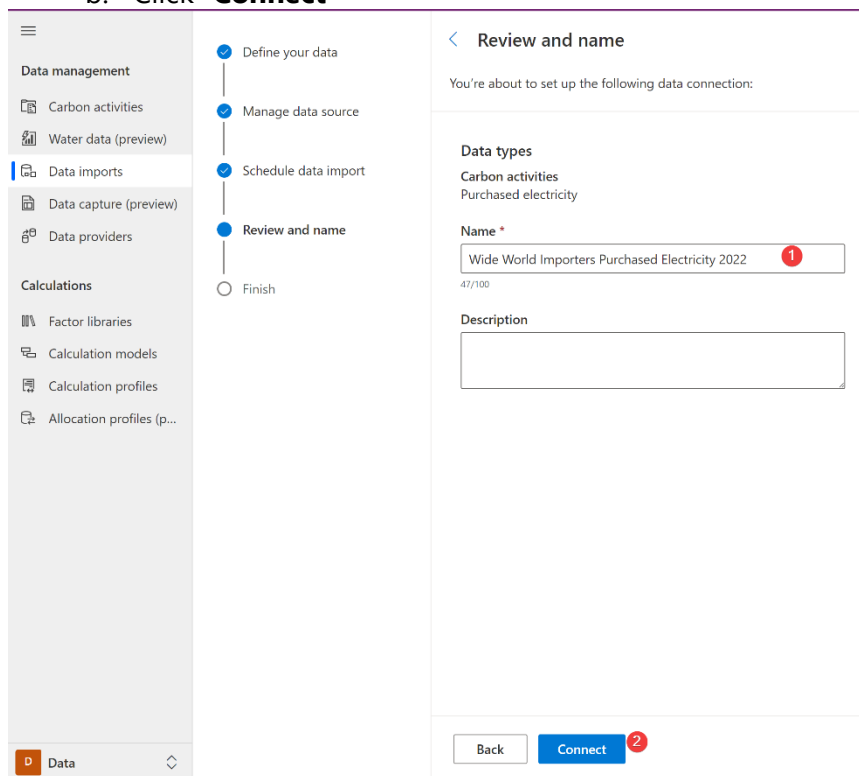 b. Click "Connect"
Data management
Carbon activities
Water data (preview)
Data imports
Data capture (preview)
Data providers
Calculations
Factor libraries
Calculation models
Calculation profiles
Allocation profiles (p...
D Data
Define your data
Manage data source
Schedule data import
Review and name
Finish
Review and name
You're about to set up the following data connection:
Data types
Carbon activities
Purchased electricity
Name *
Wide World Importers Purchased Electricity 2022 1
47/100
Description
Back Connect 2